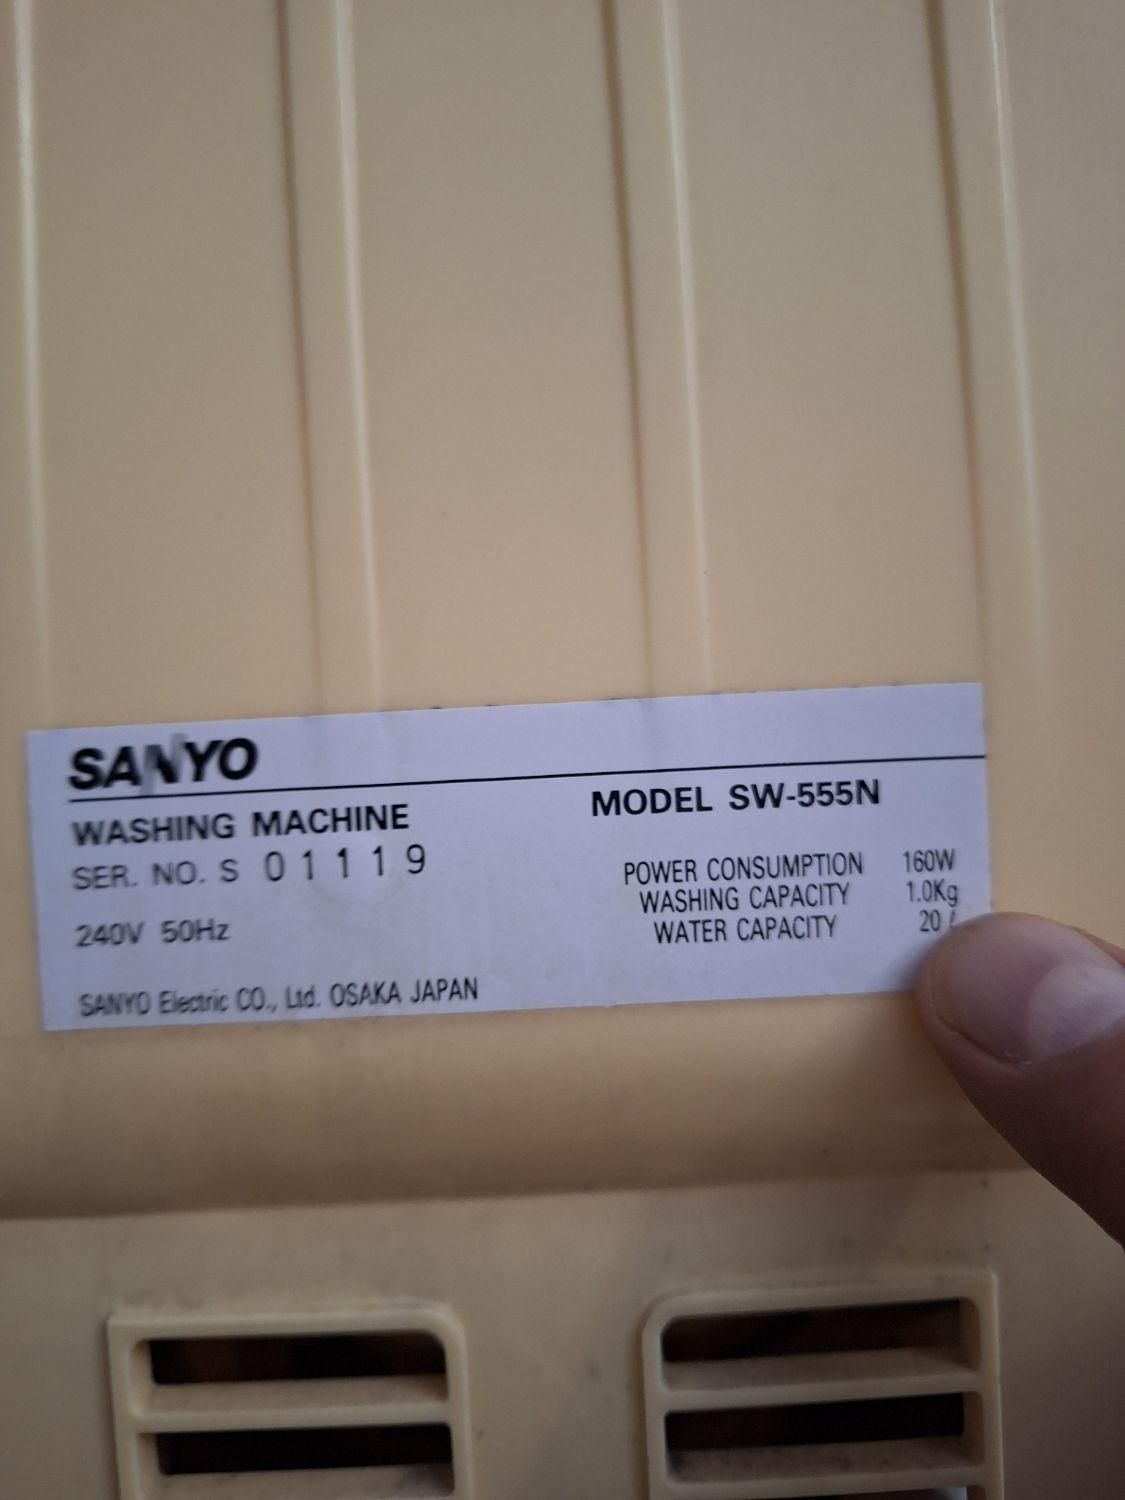 SANYO
WASHING MACHINE
MODEL SW-555N
SER. NO. S 01119
POWER CONSUMPTION 160W
WASHING CAPACITY 1.0Kg
240V 50Hz
WATER CAPACITY 20 ℓ
SANYO Electric CO., Ltd. OSAKA JAPAN